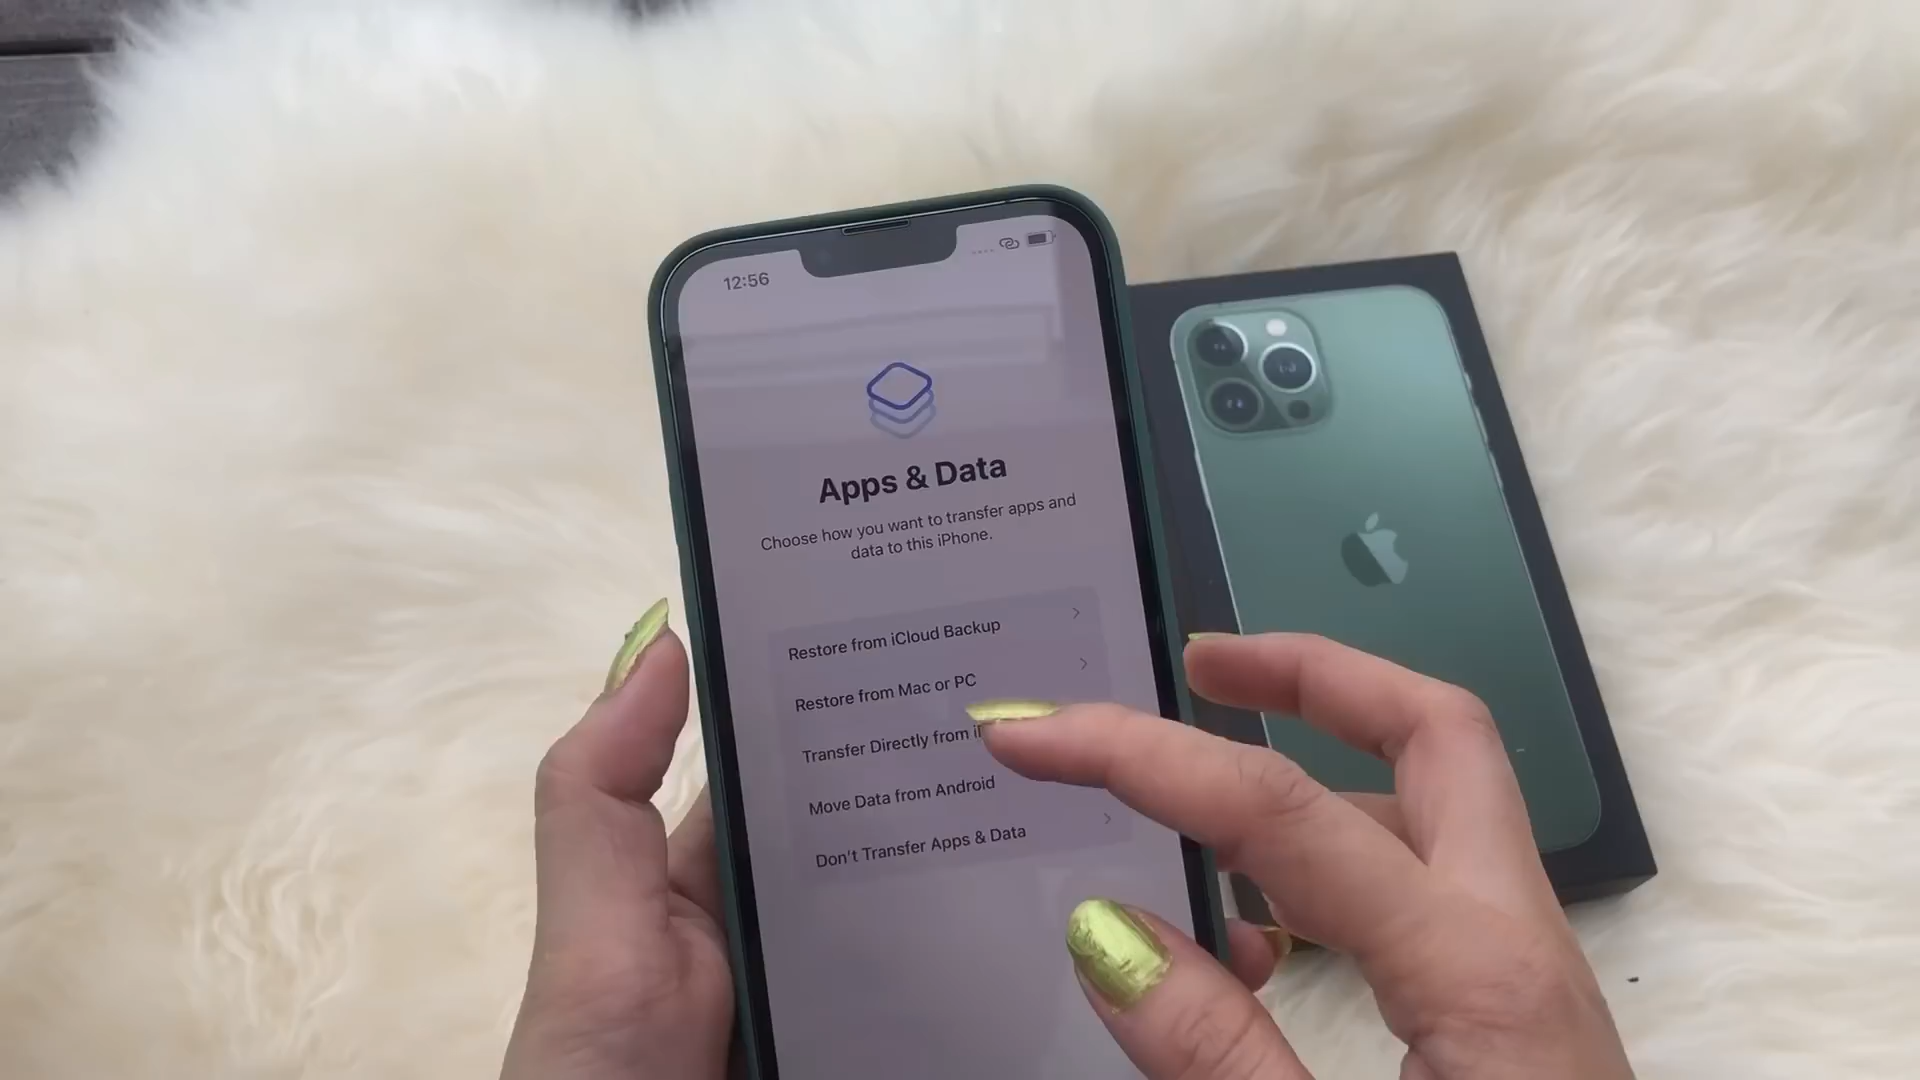 12:56
Apps & Data
Choose how you want to transfer apps and
data to this iPhone.
Restore from iCloud Backup
Restore from Mac or PC
Transfer Directly from
Move Data from Android
Don't Transfer Apps & Data